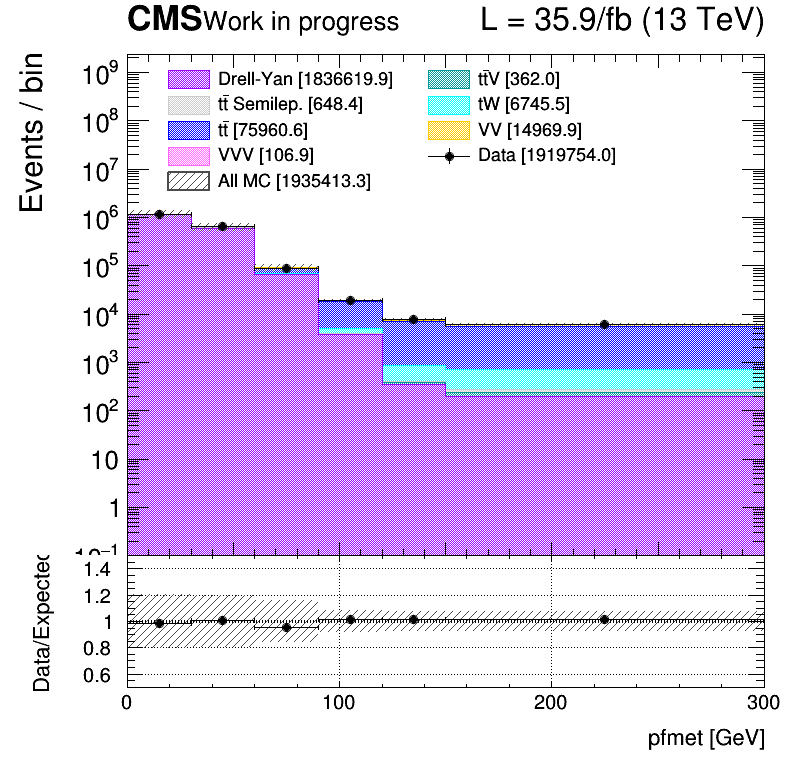 CMS Work in progress L = 35.9/fb (13 TeV)
Events / bin
Drell-Yan [1836619.9] tt̄V [362.0]
tt̄ Semilep. [648.4] tW [6745.5]
tt̄ [75960.6] VV [14969.9]
VVV [106.9] Data [1919754.0]
All MC [1935413.3]
10⁹
10⁸
10⁷
10⁶
10⁵
10⁴
10³
10²
10
1
10⁻¹
Data/Expected
1.4
1.2
1
0.8
0.6
0 100 200 300
pfmet [GeV]